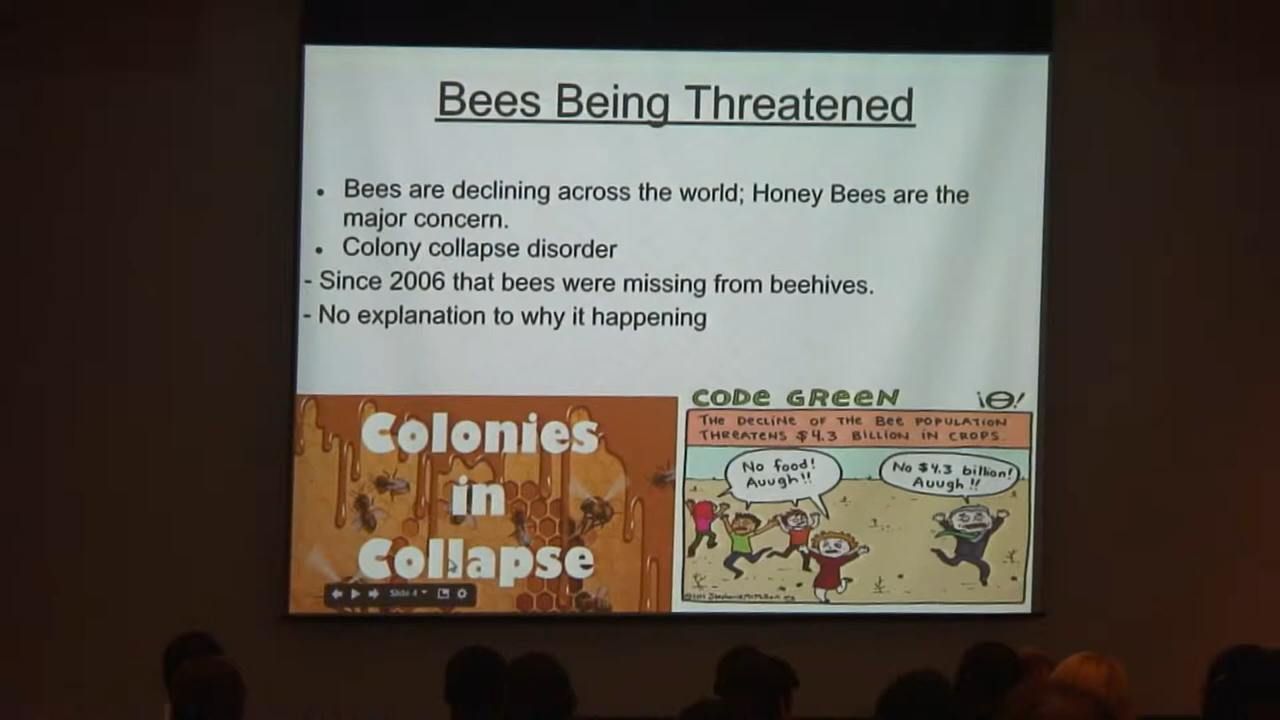 Bees Being Threatened
• Bees are declining across the world; Honey Bees are the
major concern.
• Colony collapse disorder
- Since 2006 that bees were missing from beehives.
- No explanation to why it happening
Colonies
in
Collapse
Slide 4
CODE GREEN
THE DECLINE OF THE BEE POPULATION
THREATENS $4.3 BILLION IN CROPS.
No food!
Auugh!!
No $4.3 billion!
Auugh!!